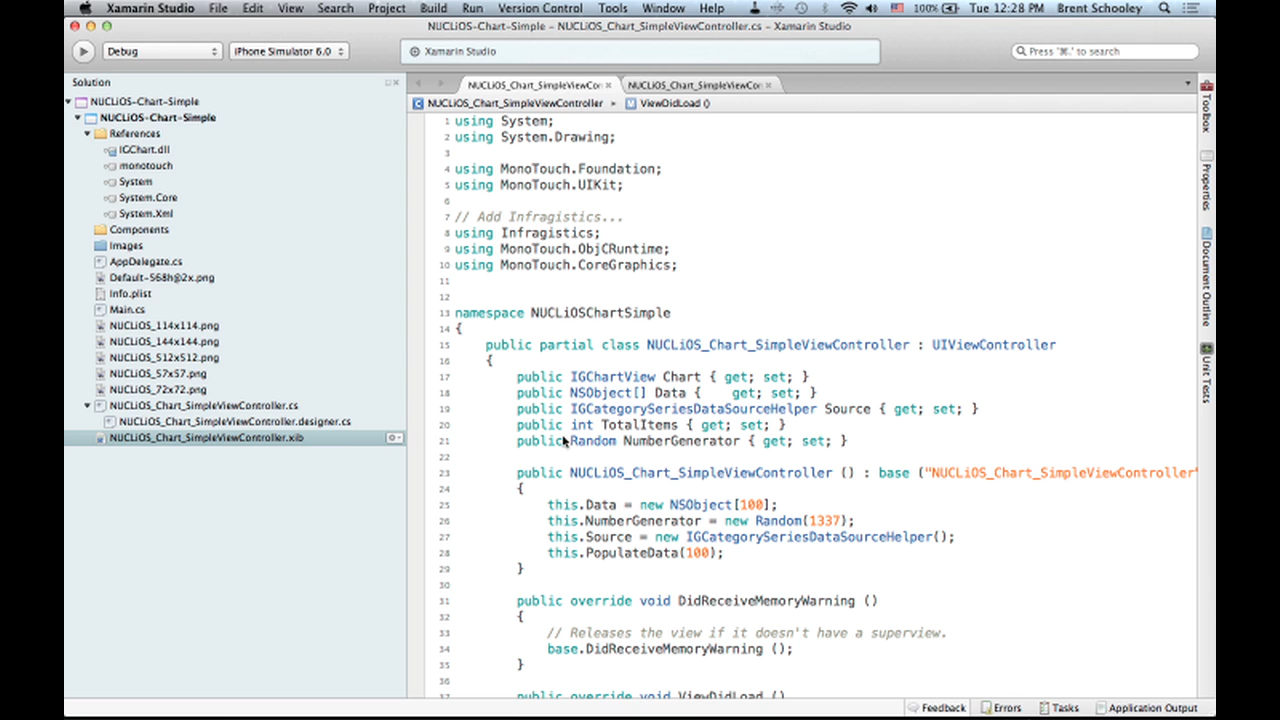 Xamarin Studio File Edit View Search Project Build Run Version Control Tools Window Help 100% Tue 12:28 PM Brent Schooley
NUCLiOS-Chart-Simple – NUCLiOS_Chart_SimpleViewController.cs – Xamarin Studio
Debug iPhone Simulator 6.0 Xamarin Studio Press '⌘.' to search
Solution
NUCLiOS-Chart-Simple
NUCLiOS-Chart-Simple
References
IGChart.dll
monotouch
System
System.Core
System.Xml
Components
Images
AppDelegate.cs
Default-568h@2x.png
Info.plist
Main.cs
NUCLiOS_114x114.png
NUCLiOS_144x144.png
NUCLiOS_512x512.png
NUCLiOS_57x57.png
NUCLiOS_72x72.png
NUCLiOS_Chart_SimpleViewController.cs
NUCLiOS_Chart_SimpleViewController.designer.cs
NUCLiOS_Chart_SimpleViewController.xib
NUCLiOS_Chart_SimpleViewCon NUCLiOS_Chart_SimpleViewCon
NUCLiOS_Chart_SimpleViewController ▸ M ViewDidLoad ()
1 using System;
2 using System.Drawing;
3
4 using MonoTouch.Foundation;
5 using MonoTouch.UIKit;
6
7 // Add Infragistics...
8 using Infragistics;
9 using MonoTouch.ObjCRuntime;
10 using MonoTouch.CoreGraphics;
11
12
13 namespace NUCLiOSChartSimple
14 {
15 public partial class NUCLiOS_Chart_SimpleViewController : UIViewController
16 {
17 public IGChartView Chart { get; set; }
18 public NSObject[] Data { get; set; }
19 public IGCategorySeriesDataSourceHelper Source { get; set; }
20 public int TotalItems { get; set; }
21 public Random NumberGenerator { get; set; }
22
23 public NUCLiOS_Chart_SimpleViewController () : base ("NUCLiOS_Chart_SimpleViewController"
24 {
25 this.Data = new NSObject[100];
26 this.NumberGenerator = new Random(1337);
27 this.Source = new IGCategorySeriesDataSourceHelper();
28 this.PopulateData(100);
29 }
30
31 public override void DidReceiveMemoryWarning ()
32 {
33 // Releases the view if it doesn't have a superview.
34 base.DidReceiveMemoryWarning ();
35 }
36
37 public override void ViewDidLoad ()
Toolbox
Properties
Document Outline
Unit Tests
Feedback Errors Tasks Application Output